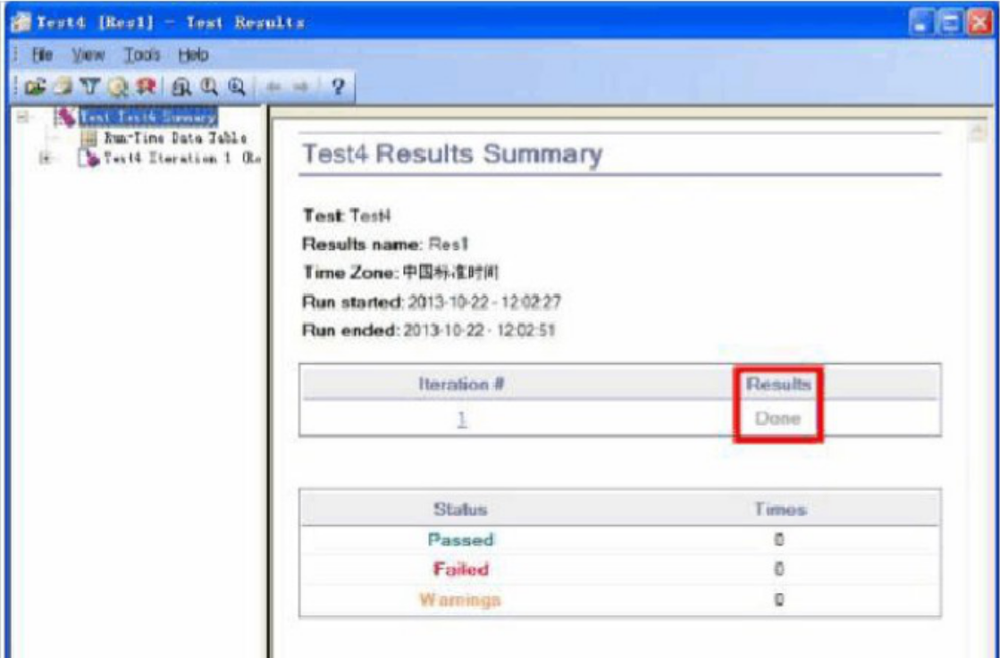 Test4 [Res1] - Test Results
File View Tools Help
Test Test4 Summary
Run-Time Data Table
Test4 Iteration 1 (Ro
Test4 Results Summary
Test: Test4
Results name: Res1
Time Zone: 中国标准时间
Run started: 2013-10-22 - 12:02:27
Run ended: 2013-10-22 - 12:02:51
Iteration # Results
1 Done
Status Times
Passed 0
Failed 0
Warnings 0